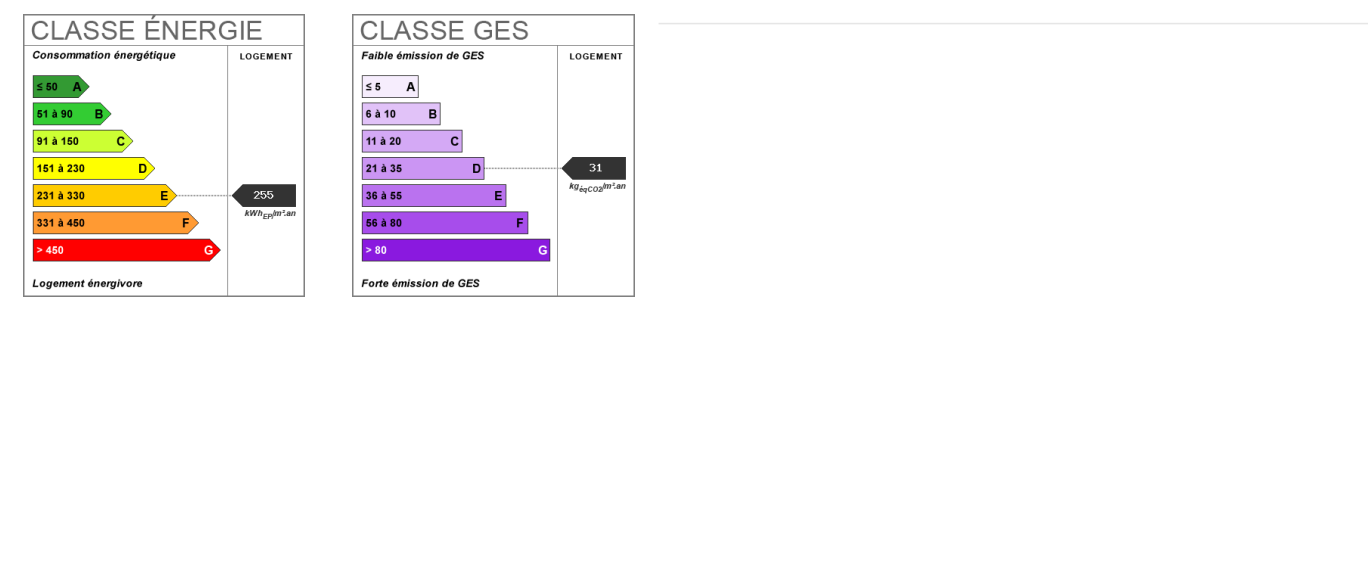 CLASSE ÉNERGIE
Consommation énergétique
LOGEMENT
≤ 50 A
51 à 90 B
91 à 150 C
151 à 230 D
231 à 330 E
255
kWhEP/m².an
331 à 450 F
> 450 G
Logement énergivore
CLASSE GES
Faible émission de GES
LOGEMENT
≤ 5 A
6 à 10 B
11 à 20 C
21 à 35 D
31
kgéqCO2/m².an
36 à 55 E
56 à 80 F
> 80 G
Forte émission de GES